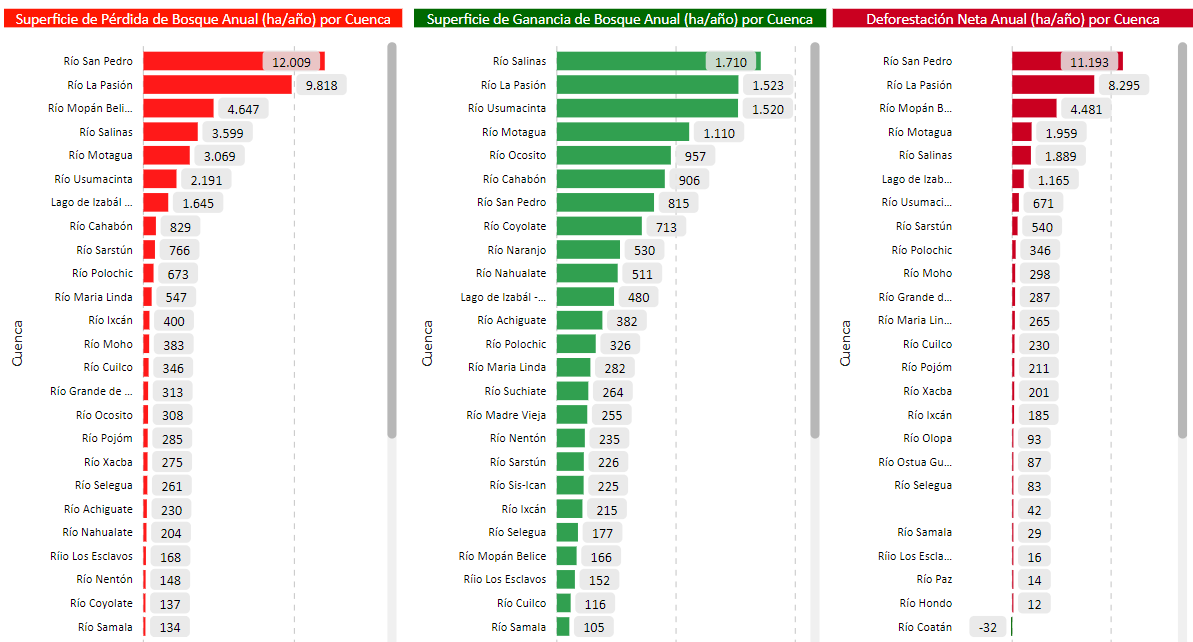 Superficie de Pérdida de Bosque Anual (ha/año) por Cuenca
Cuenca
Río San Pedro 12.009
Río La Pasión 9.818
Río Mopán Beli... 4.647
Río Salinas 3.599
Río Motagua 3.069
Río Usumacinta 2.191
Lago de Izabál ... 1.645
Río Cahabón 829
Río Sarstún 766
Río Polochic 673
Río Maria Linda 547
Río Ixcán 400
Río Moho 383
Río Cuilco 346
Río Grande de ... 313
Río Ocosito 308
Río Pojóm 285
Río Xacba 275
Río Selegua 261
Río Achiguate 230
Río Nahualate 204
Ríio Los Esclavos 168
Río Nentón 148
Río Coyolate 137
Río Samala 134
Superficie de Ganancia de Bosque Anual (ha/año) por Cuenca
Cuenca
Río Salinas 1.710
Río La Pasión 1.523
Río Usumacinta 1.520
Río Motagua 1.110
Río Ocosito 957
Río Cahabón 906
Río San Pedro 815
Río Coyolate 713
Río Naranjo 530
Río Nahualate 511
Lago de Izabál -... 480
Río Achiguate 382
Río Polochic 326
Río Maria Linda 282
Río Suchiate 264
Río Madre Vieja 255
Río Nentón 235
Río Sarstún 226
Río Sis-Ican 225
Río Ixcán 215
Río Selegua 177
Río Mopán Belice 166
Ríio Los Esclavos 152
Río Cuilco 116
Río Samala 105
Deforestación Neta Anual (ha/año) por Cuenca
Cuenca
Río San Pedro 11.193
Río La Pasión 8.295
Río Mopán B... 4.481
Río Motagua 1.959
Río Salinas 1.889
Lago de Izab... 1.165
Río Usumaci... 671
Río Sarstún 540
Río Polochic 346
Río Moho 298
Río Grande d... 287
Río Maria Lin... 265
Río Cuilco 230
Río Pojóm 211
Río Xacba 201
Río Ixcán 185
Río Olopa 93
Río Ostua Gu... 87
Río Selegua 83
42
Río Samala 29
Ríio Los Escla... 16
Río Paz 14
Río Hondo 12
Río Coatán -32